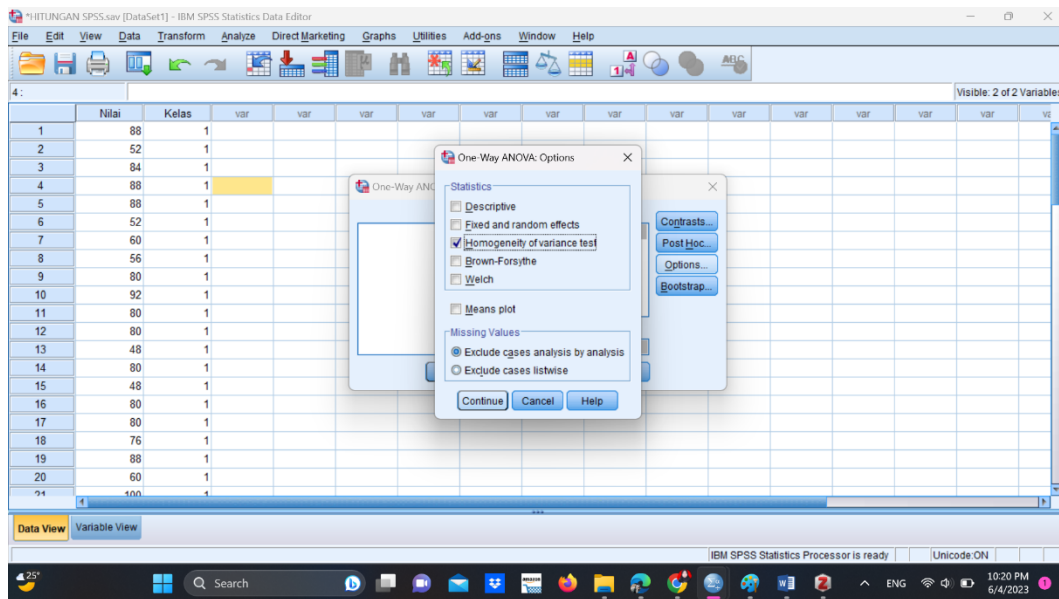 *HITUNGAN SPSS.sav [DataSet1] - IBM SPSS Statistics Data Editor
File Edit View Data Transform Analyze Direct Marketing Graphs Utilities Add-ons Window Help
4 :
Visible: 2 of 2 Variables
Nilai Kelas var var var var var var var var var var var var var
1 88 1
2 52 1
3 84 1
4 88 1
5 88 1
6 52 1
7 60 1
8 56 1
9 80 1
10 92 1
11 80 1
12 80 1
13 48 1
14 80 1
15 48 1
16 80 1
17 80 1
18 76 1
19 88 1
20 60 1
21 100 1
One-Way ANO
Contrasts...
Post Hoc...
Options...
Bootstrap...
One-Way ANOVA: Options
Statistics
Descriptive
Fixed and random effects
Homogeneity of variance test
Brown-Forsythe
Welch
Means plot
Missing Values
Exclude cases analysis by analysis
Exclude cases listwise
Continue Cancel Help
Data View Variable View
IBM SPSS Statistics Processor is ready Unicode:ON
25°
Search
ENG
10:20 PM
6/4/2023
1